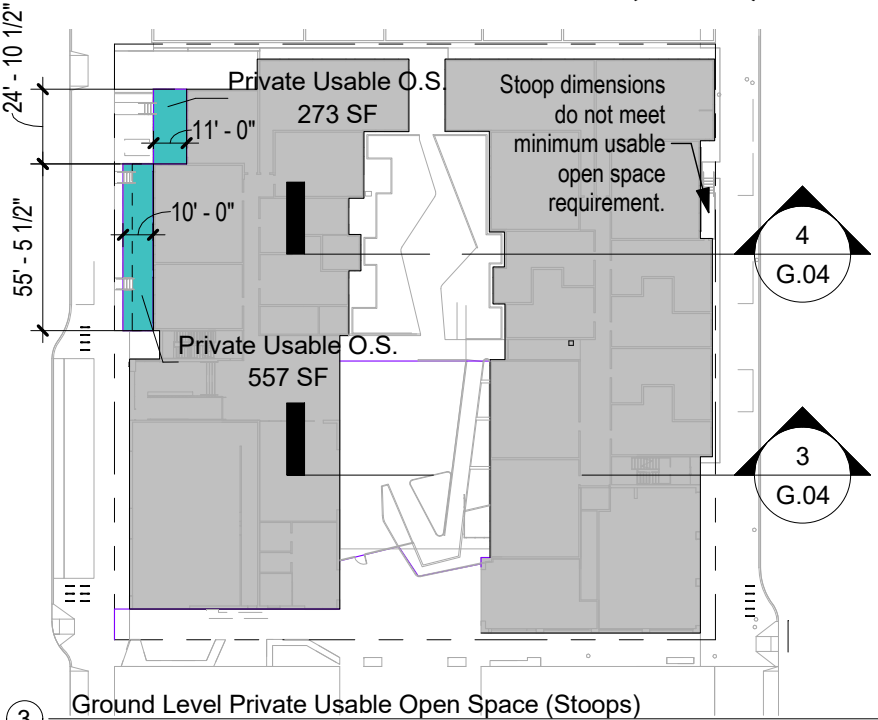 24' - 10 1/2"
Private Usable O.S.
273 SF
11' - 0"
Stoop dimensions
do not meet
minimum usable
open space
requirement.
10' - 0"
55' - 5 1/2"
4
G.04
Private Usable O.S.
557 SF
3
G.04
3
Ground Level Private Usable Open Space (Stoops)